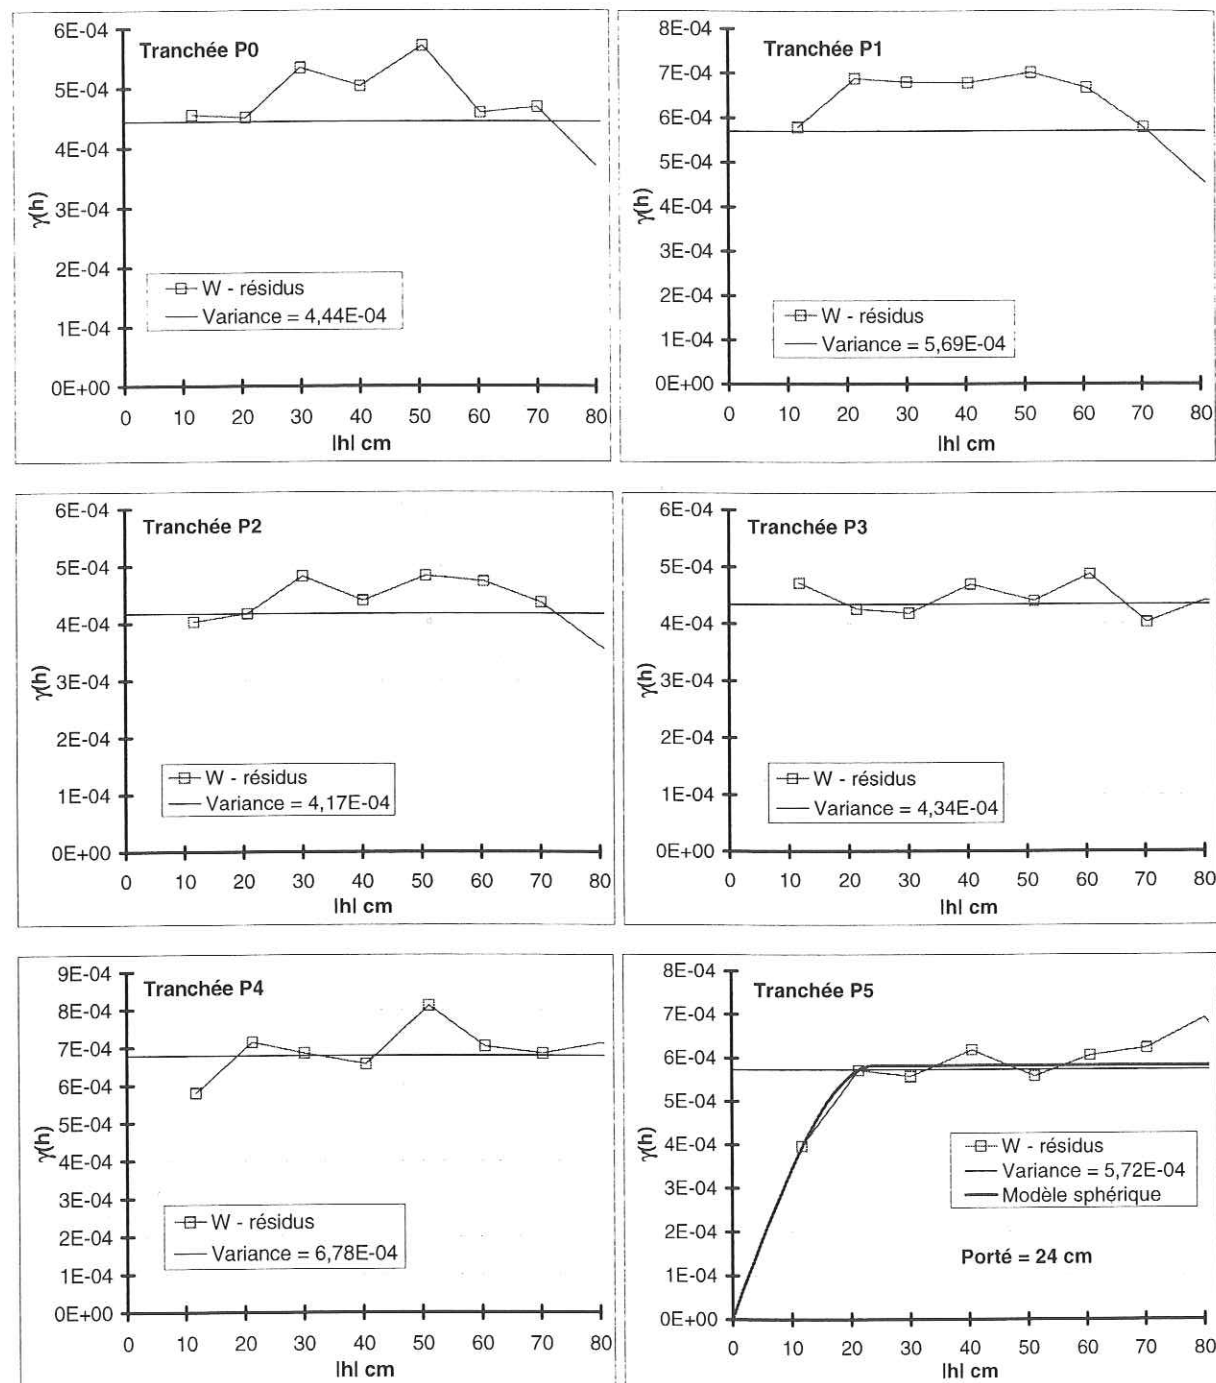 Tranchée P0
6E-04
5E-04
4E-04
3E-04
2E-04
1E-04
0E+00
γ(h)
W - résidus
Variance = 4,44E-04
0 10 20 30 40 50 60 70 80
|h| cm
Tranchée P1
8E-04
7E-04
6E-04
5E-04
4E-04
3E-04
2E-04
1E-04
0E+00
γ(h)
W - résidus
Variance = 5,69E-04
0 10 20 30 40 50 60 70 80
|h| cm
Tranchée P2
6E-04
5E-04
4E-04
3E-04
2E-04
1E-04
0E+00
γ(h)
W - résidus
Variance = 4,17E-04
0 10 20 30 40 50 60 70 80
|h| cm
Tranchée P3
6E-04
5E-04
4E-04
3E-04
2E-04
1E-04
0E+00
γ(h)
W - résidus
Variance = 4,34E-04
0 10 20 30 40 50 60 70 80
|h| cm
Tranchée P4
9E-04
8E-04
7E-04
6E-04
5E-04
4E-04
3E-04
2E-04
1E-04
0E+00
γ(h)
W - résidus
Variance = 6,78E-04
0 10 20 30 40 50 60 70 80
|h| cm
Tranchée P5
8E-04
7E-04
6E-04
5E-04
4E-04
3E-04
2E-04
1E-04
0E+00
γ(h)
W - résidus
Variance = 5,72E-04
Modèle sphérique
Porté = 24 cm
0 10 20 30 40 50 60 70 80
|h| cm